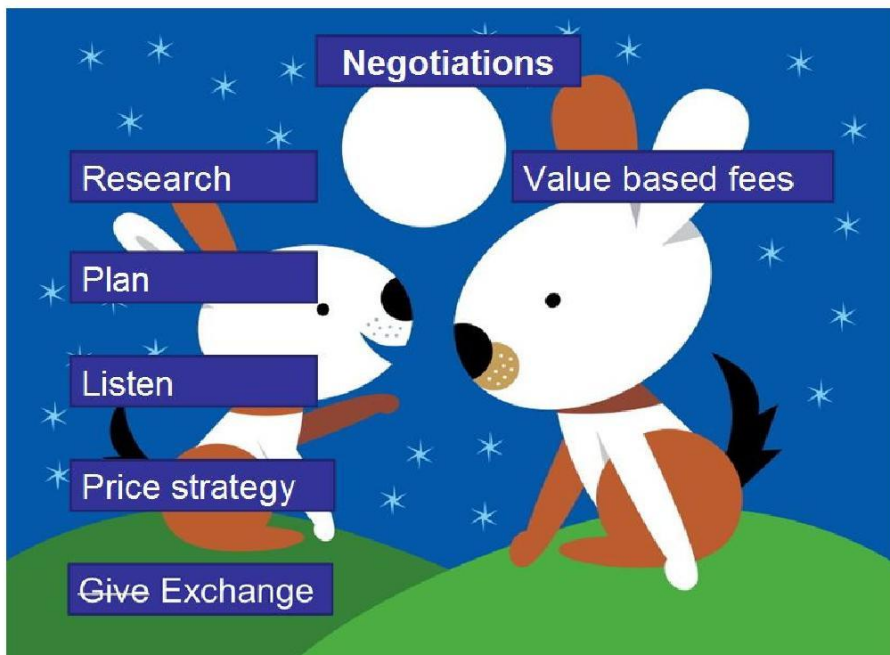 Negotiations
Research
Value based fees
Plan
Listen
Price strategy
Give Exchange